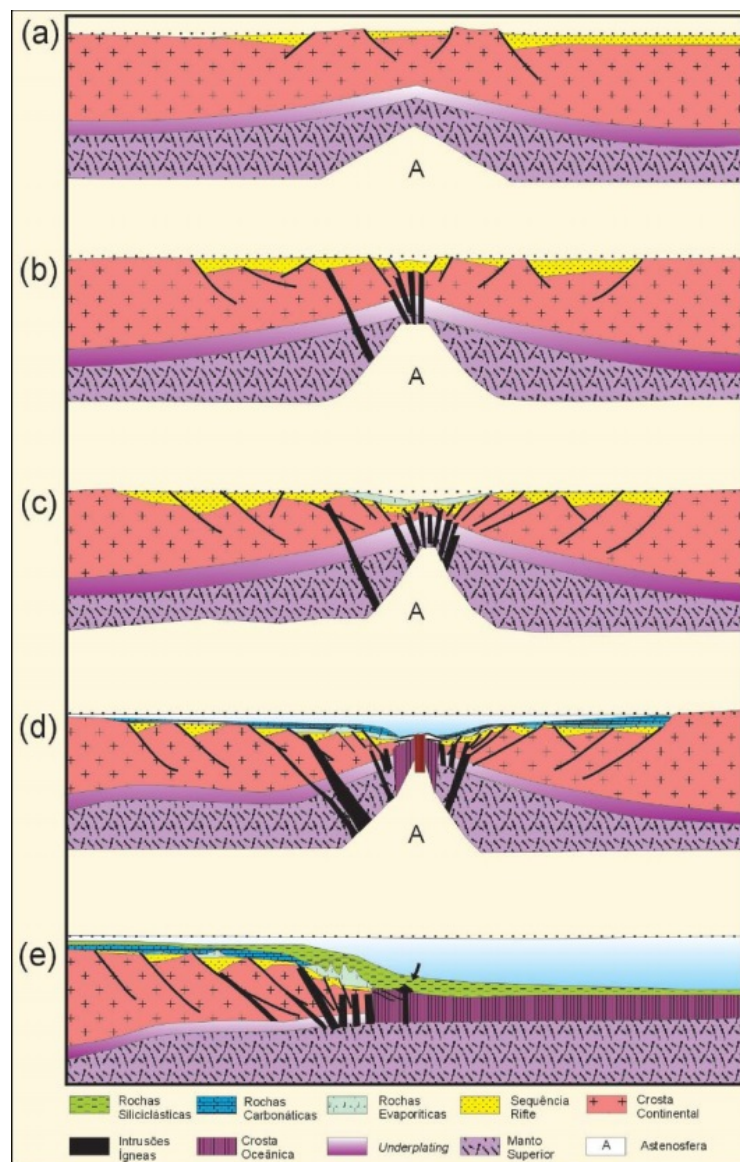 (a)
A
(b)
A
(c)
A
(d)
A
(e)
Rochas Siliciclásticas
Rochas Carbonáticas
Rochas Evaporíticas
Sequência Rifte
Crosta Continental
Intrusões Ígneas
Crosta Oceânica
Underplating
Manto Superior
A
Astenosfera